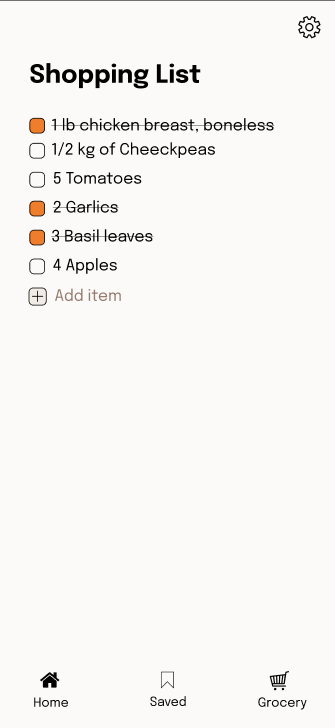 Shopping List
1 lb chicken breast, boneless
1/2 kg of Cheeckpeas
5 Tomatoes
2 Garlics
3 Basil leaves
4 Apples
Add item
Home
Saved
Grocery